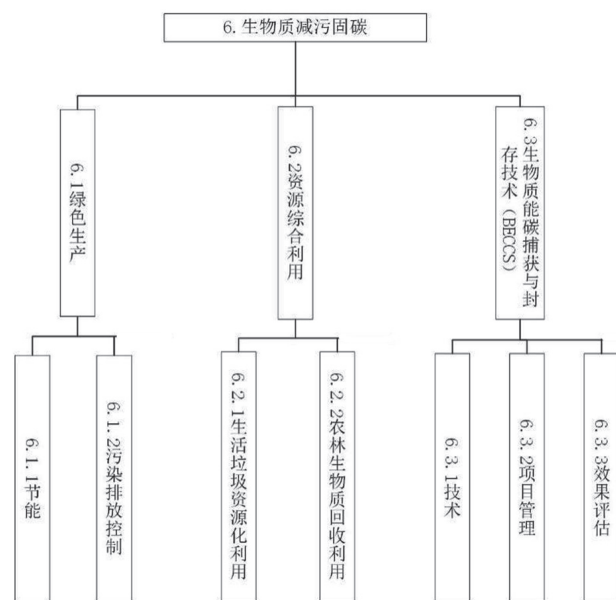 6.生物质减污固碳
6.1绿色生产
6.2资源综合利用
6.3生物质能碳捕获与封
存技术（BECCS）
6.1.1节能
6.1.2污染排放控制
6.2.1生活垃圾资源化利用
6.2.2农林生物质回收利用
6.3.1技术
6.3.2项目管理
6.3.3效果评估